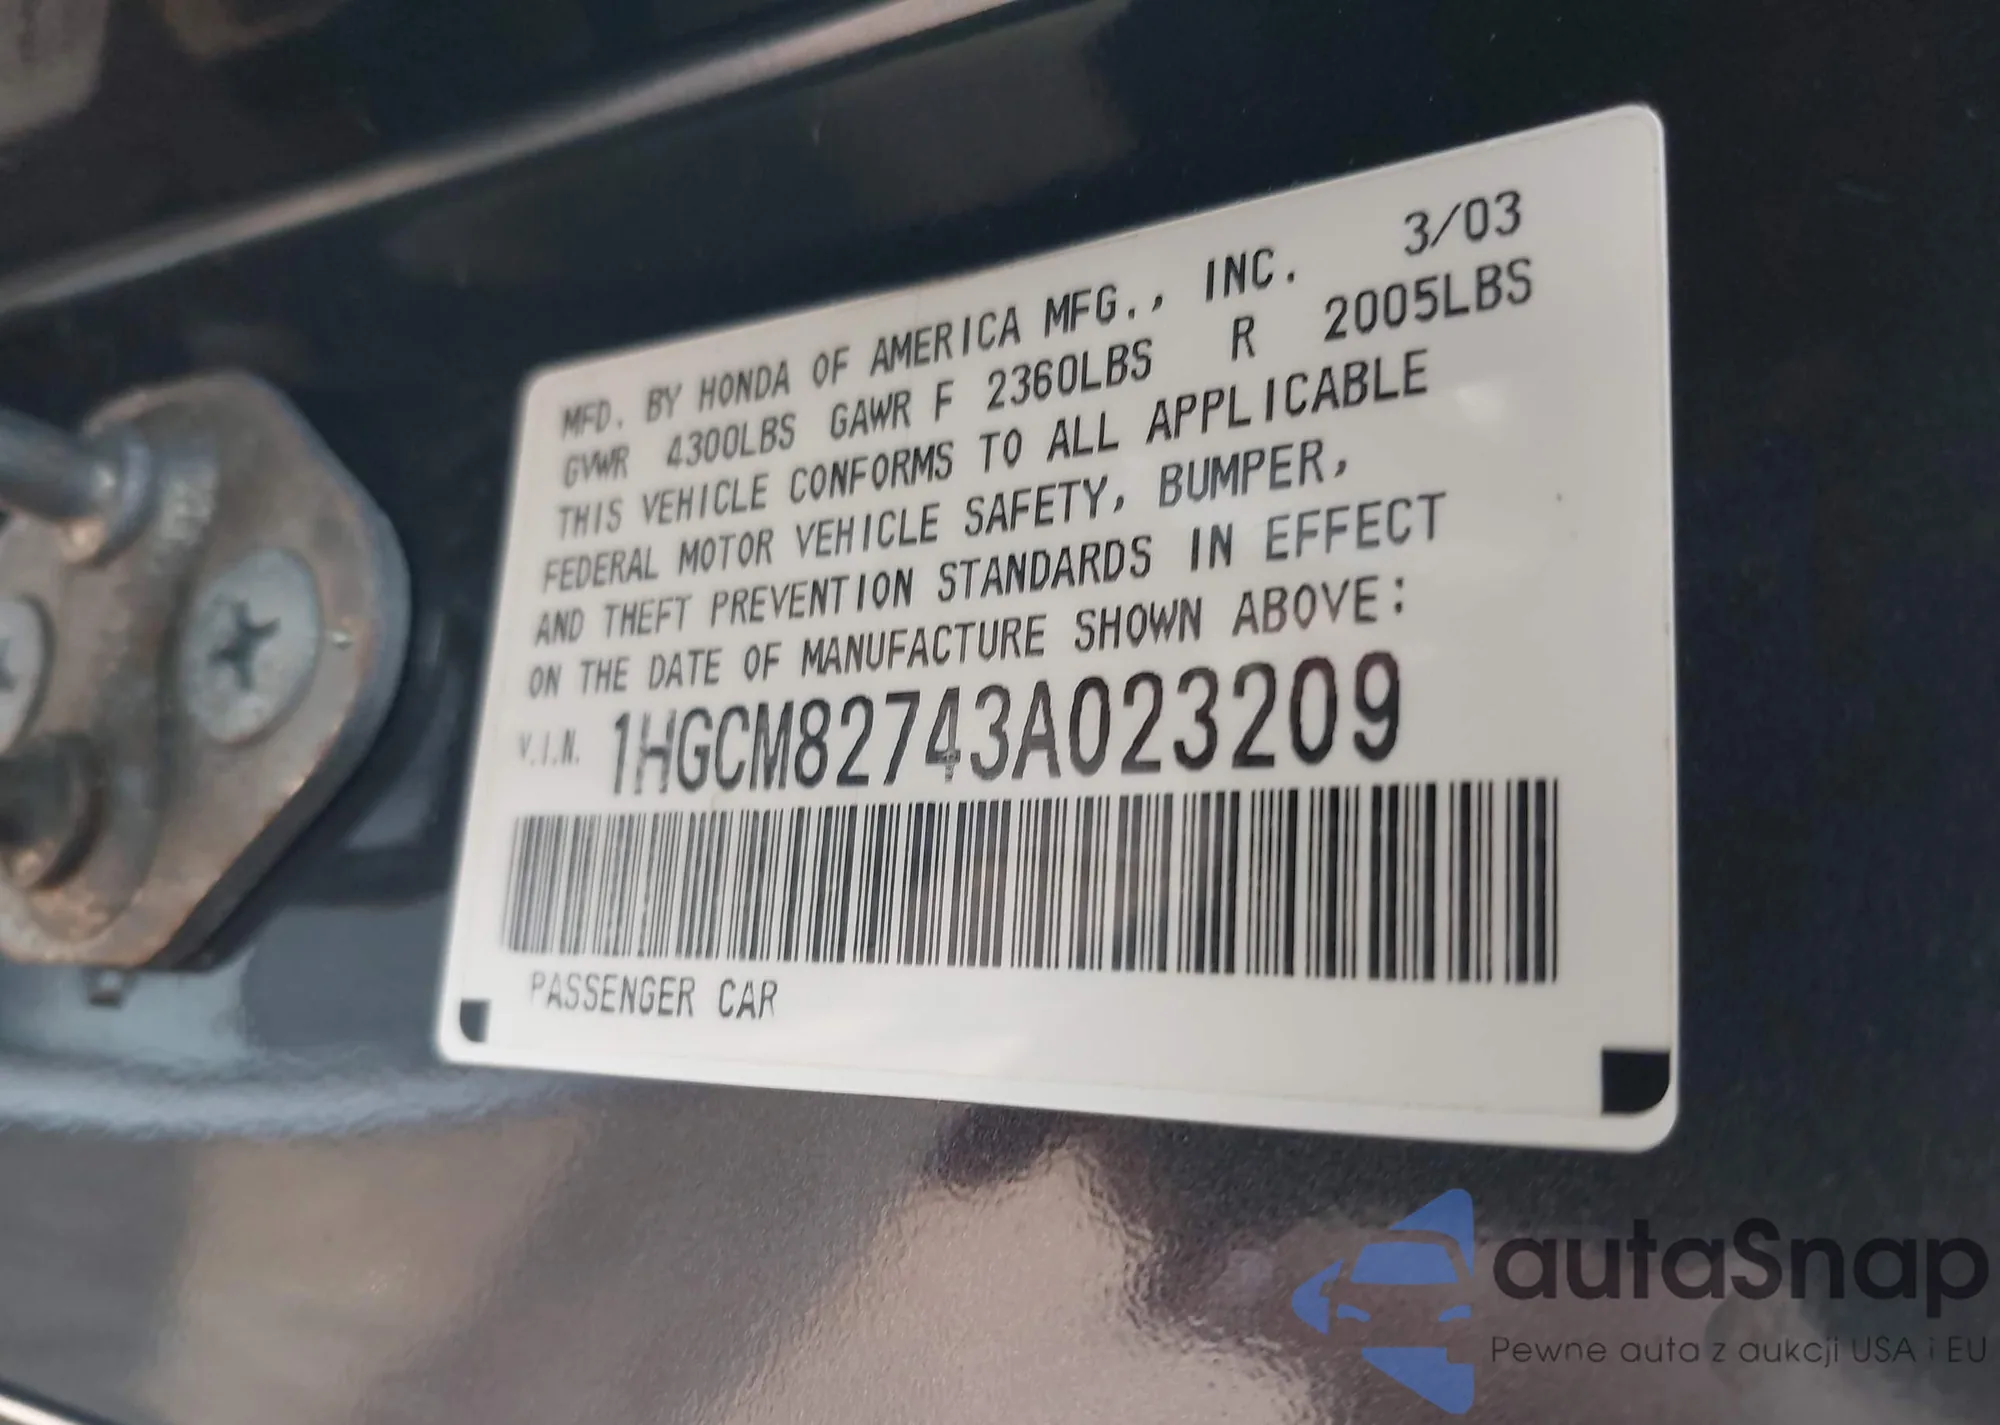 MFD. BY HONDA OF AMERICA MFG., INC. 3/03
GVWR 4300LBS GAWR F 2360LBS R 2005LBS
THIS VEHICLE CONFORMS TO ALL APPLICABLE
FEDERAL MOTOR VEHICLE SAFETY, BUMPER,
AND THEFT PREVENTION STANDARDS IN EFFECT
ON THE DATE OF MANUFACTURE SHOWN ABOVE:
V.I.N. 1HGCM82743A023209
PASSENGER CAR
autaSnap
Pewne auta z aukcji USA i EU